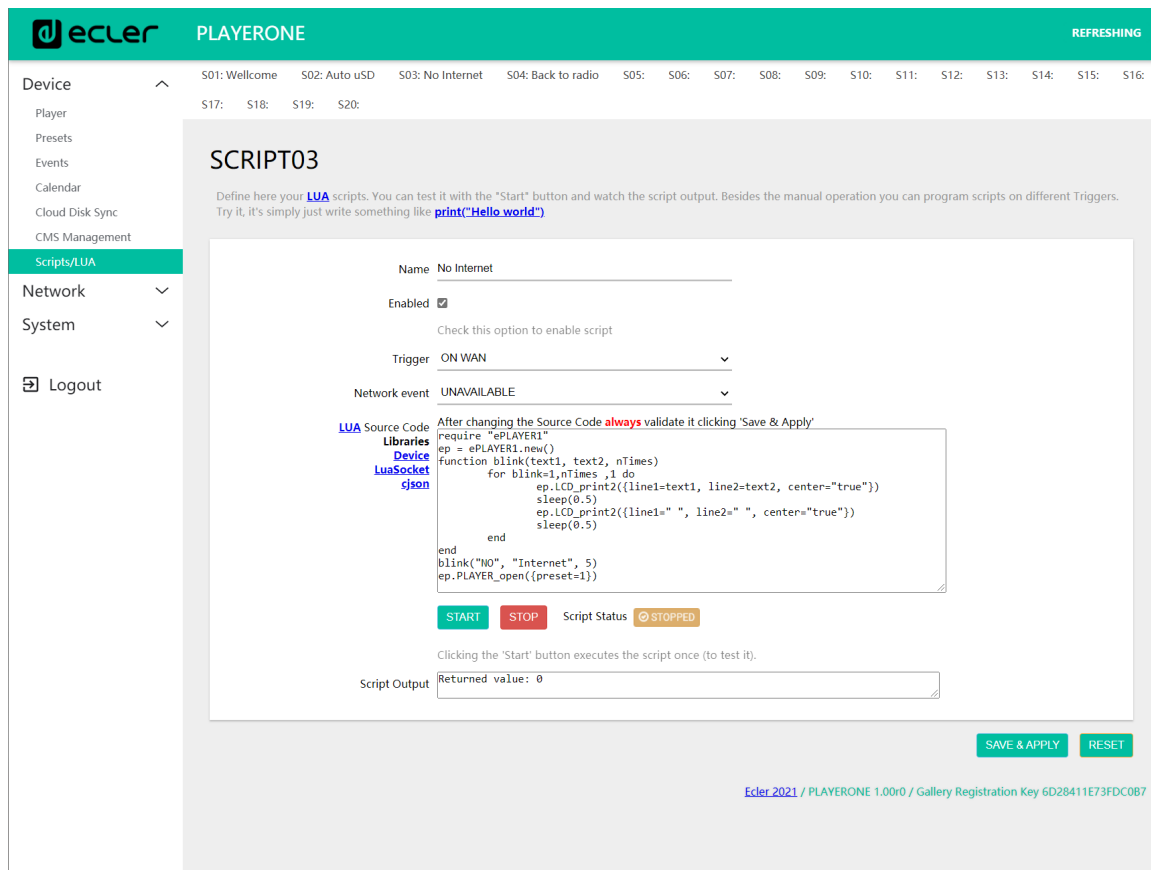 ecler PLAYERONE REFRESHING
S01: Wellcome S02: Auto uSD S03: No Internet S04: Back to radio S05: S06: S07: S08: S09: S10: S11: S12: S13: S14: S15: S16:
S17: S18: S19: S20:
Device
Player
Presets
Events
Calendar
Cloud Disk Sync
CMS Management
Scripts/LUA
Network
System
Logout
SCRIPT03
Define here your LUA scripts. You can test it with the "Start" button and watch the script output. Besides the manual operation you can program scripts on different Triggers.
Try it, it's simply just write something like print("Hello world")
Name No Internet
Enabled
Check this option to enable script
Trigger ON WAN
Network event UNAVAILABLE
LUA Source Code
Libraries
Device
LuaSocket
cjson
After changing the Source Code always validate it clicking 'Save & Apply'
require "ePLAYER1"
ep = ePLAYER1.new()
function blink(text1, text2, nTimes)
for blink=1,nTimes ,1 do
ep.LCD_print2({line1=text1, line2=text2, center="true"})
sleep(0.5)
ep.LCD_print2({line1=" ", line2=" ", center="true"})
sleep(0.5)
end
end
blink("NO", "Internet", 5)
ep.PLAYER_open({preset=1})
START STOP Script Status STOPPED
Clicking the 'Start' button executes the script once (to test it).
Script Output Returned value: 0
SAVE & APPLY RESET
Ecler 2021 / PLAYERONE 1.00r0 / Gallery Registration Key 6D28411E73FDC0B7